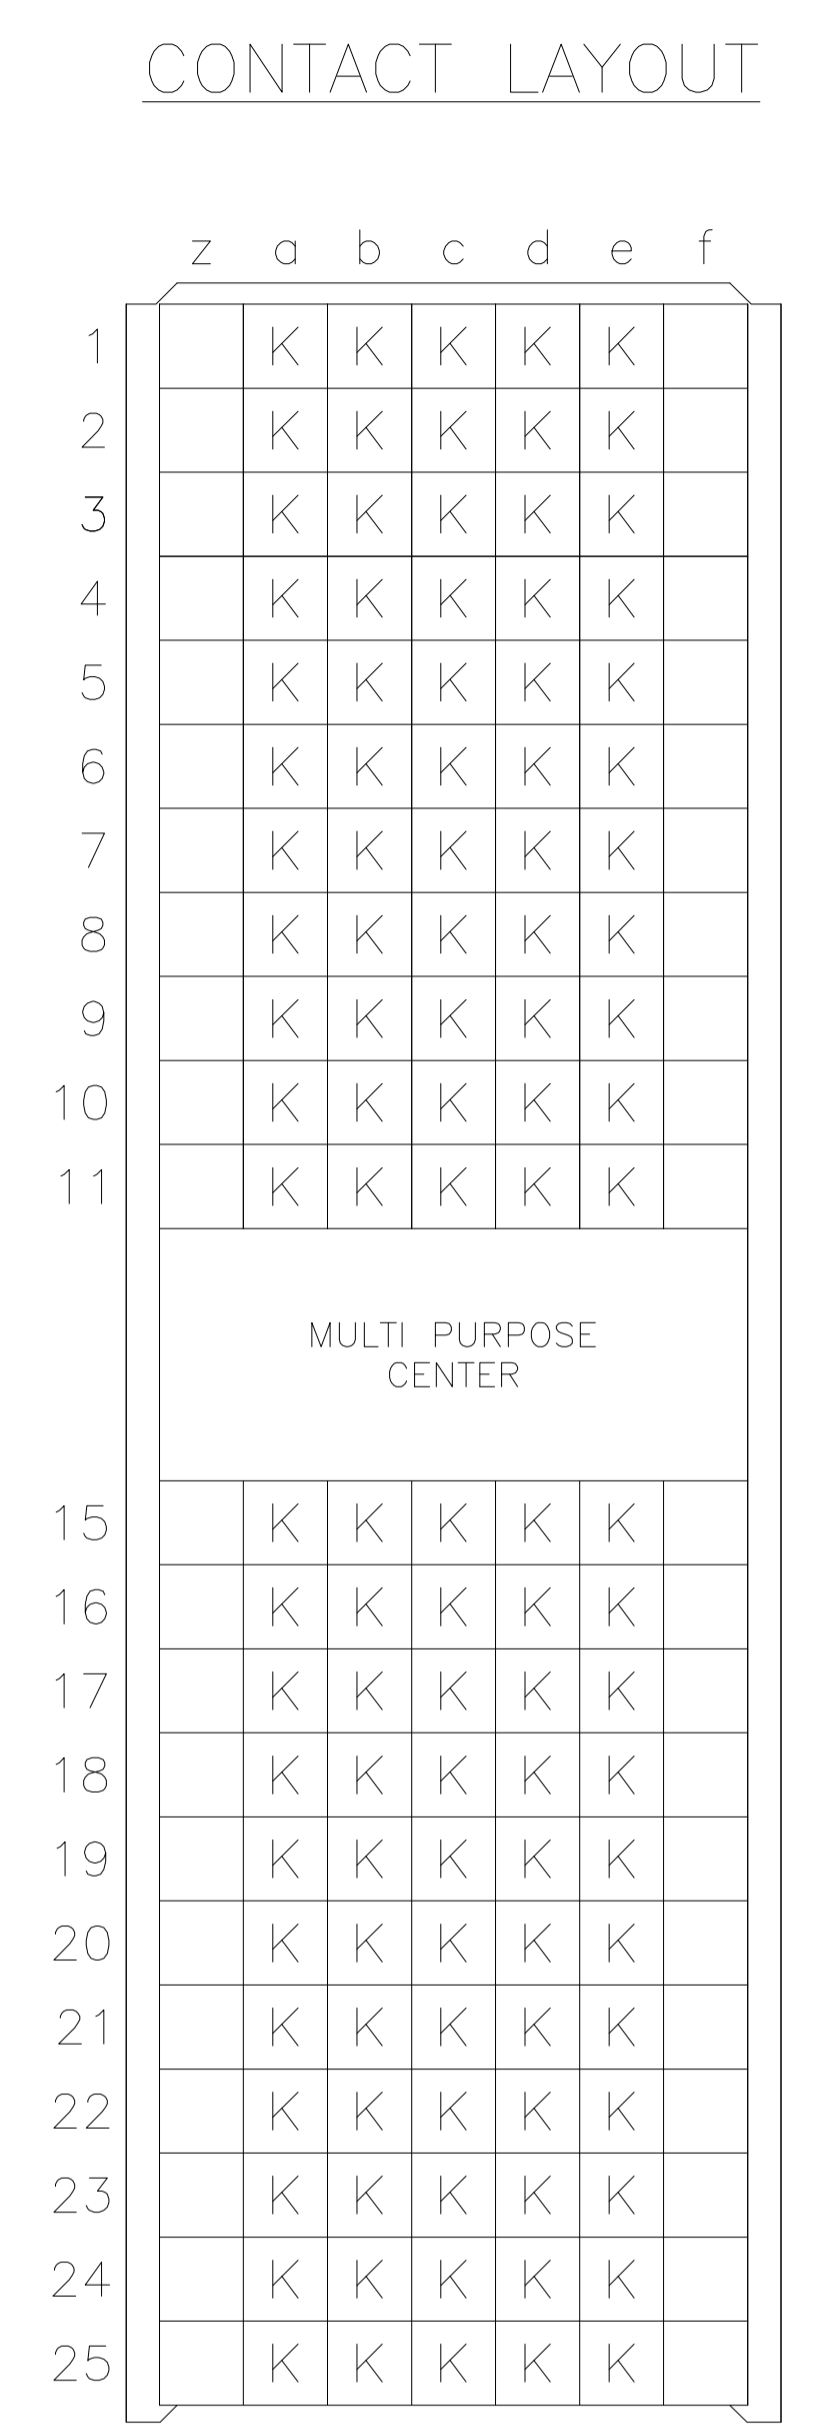 CONTACT LAYOUT
z a b c d e f
1 K K K K K
2 K K K K K
3 K K K K K
4 K K K K K
5 K K K K K
6 K K K K K
7 K K K K K
8 K K K K K
9 K K K K K
10 K K K K K
11 K K K K K
MULTI PURPOSE
CENTER
15 K K K K K
16 K K K K K
17 K K K K K
18 K K K K K
19 K K K K K
20 K K K K K
21 K K K K K
22 K K K K K
23 K K K K K
24 K K K K K
25 K K K K K